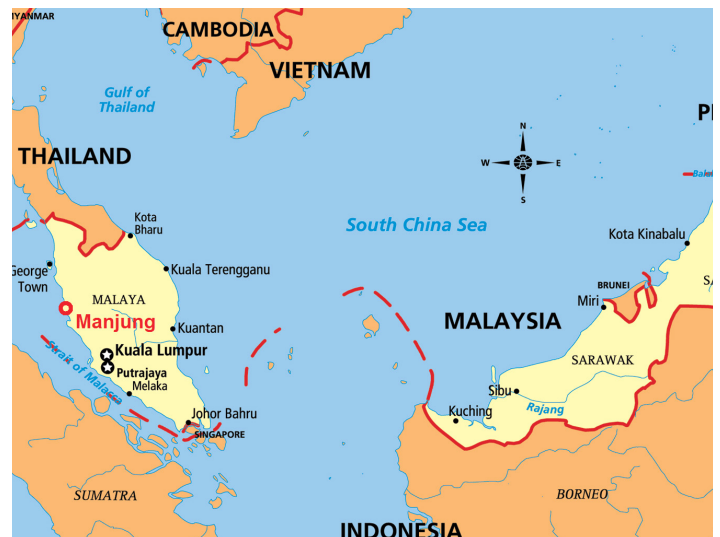 YANMAR
CAMBODIA
VIETNAM
Gulf of
Thailand
THAILAND
N
W
E
S
South China Sea
Kota
Bharu
Kota Kinabalu
George
Town
Kuala Terengganu
BRUNEI
MALAYA
Miri
Manjung
Kuantan
MALAYSIA
Kuala Lumpur
Putrajaya
Strait of Malacca
Melaka
SARAWAK
Sibu
Rajang
Johor Bahru
Kuching
SINGAPORE
SUMATRA
BORNEO
INDONESIA